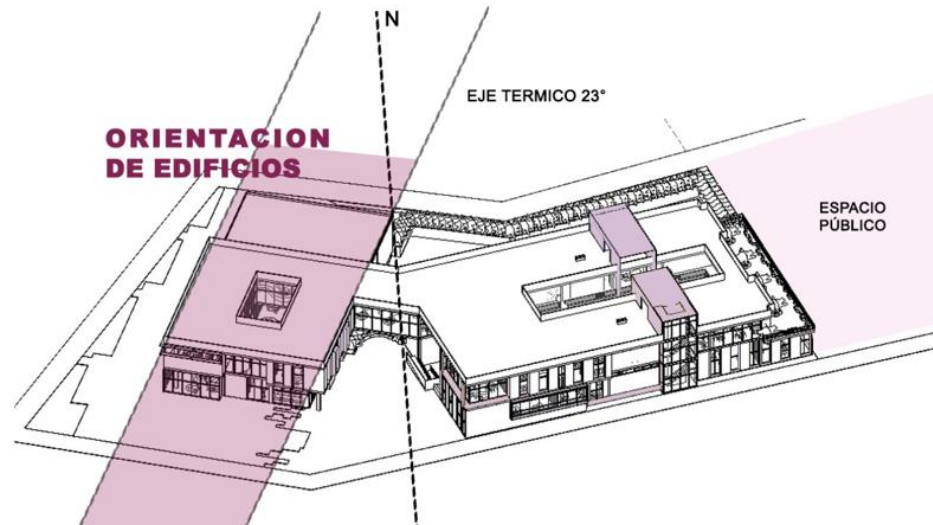 N
EJE TERMICO 23°
ORIENTACION
DE EDIFICIOS
ESPACIO
PÚBLICO